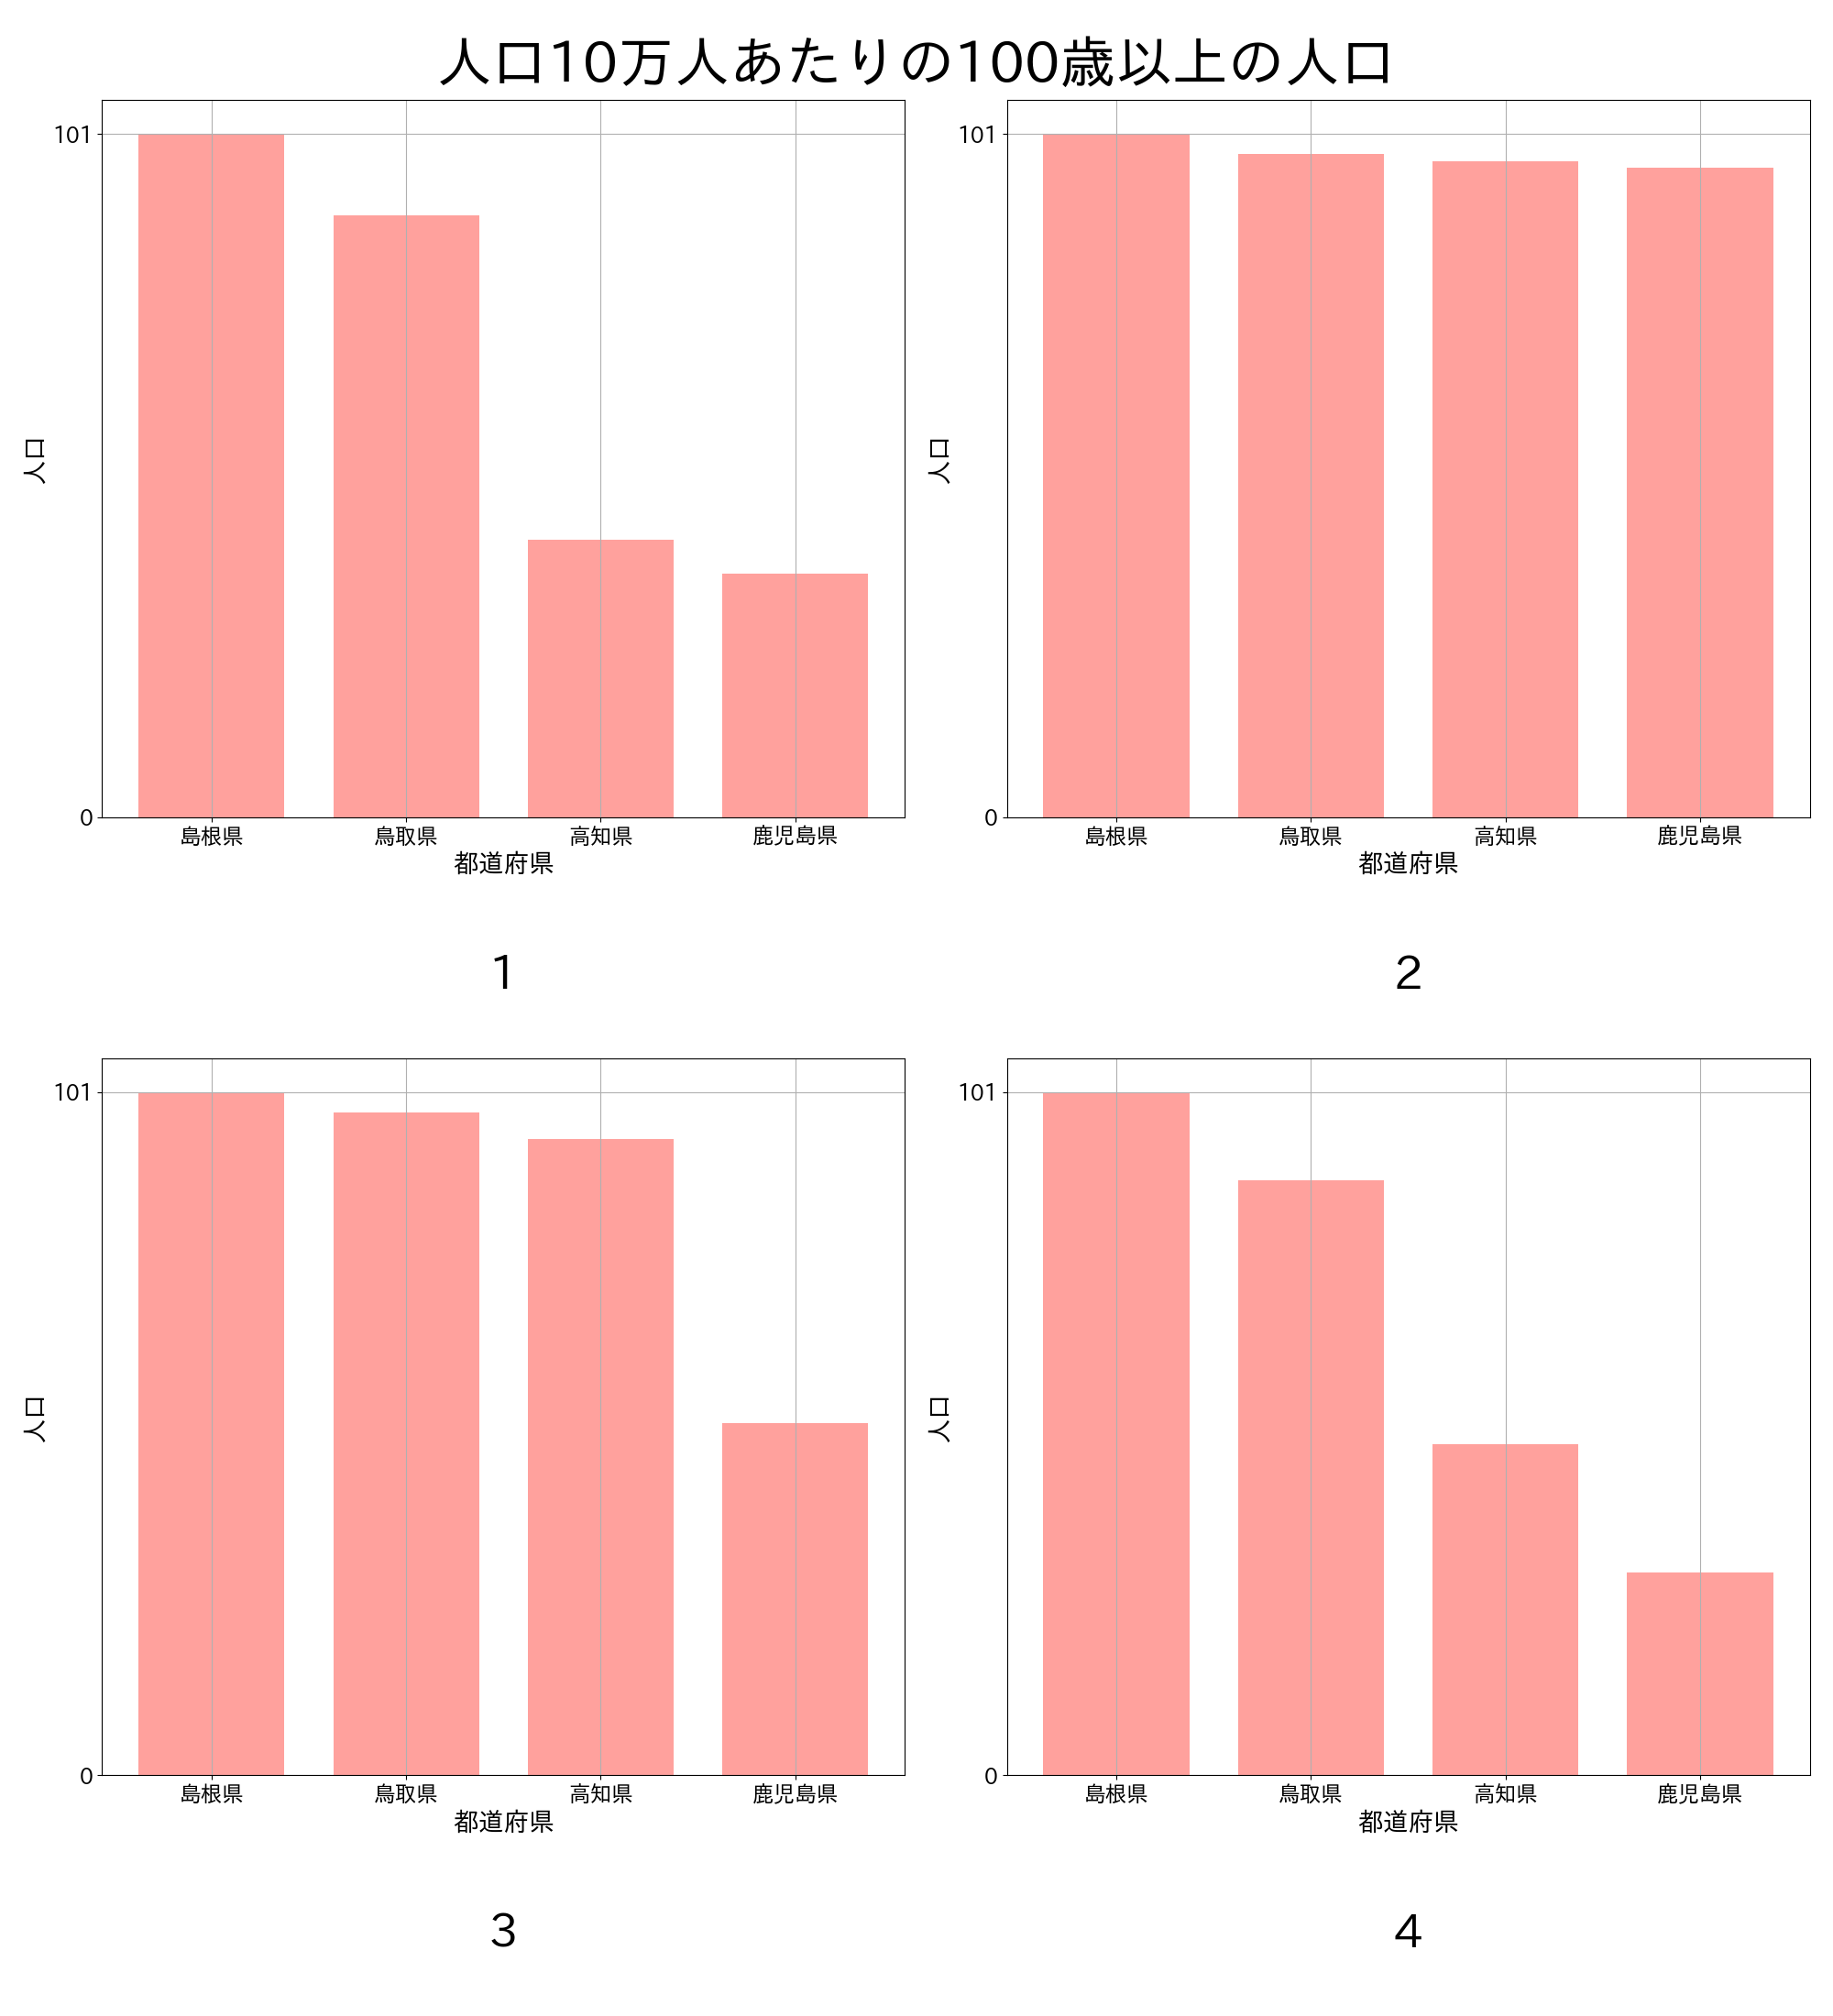 人口10万人あたりの100歳以上の人口
101
0
人口
島根県 鳥取県 高知県 鹿児島県
都道府県
1
101
0
人口
島根県 鳥取県 高知県 鹿児島県
都道府県
2
101
0
人口
島根県 鳥取県 高知県 鹿児島県
都道府県
3
101
0
人口
島根県 鳥取県 高知県 鹿児島県
都道府県
4